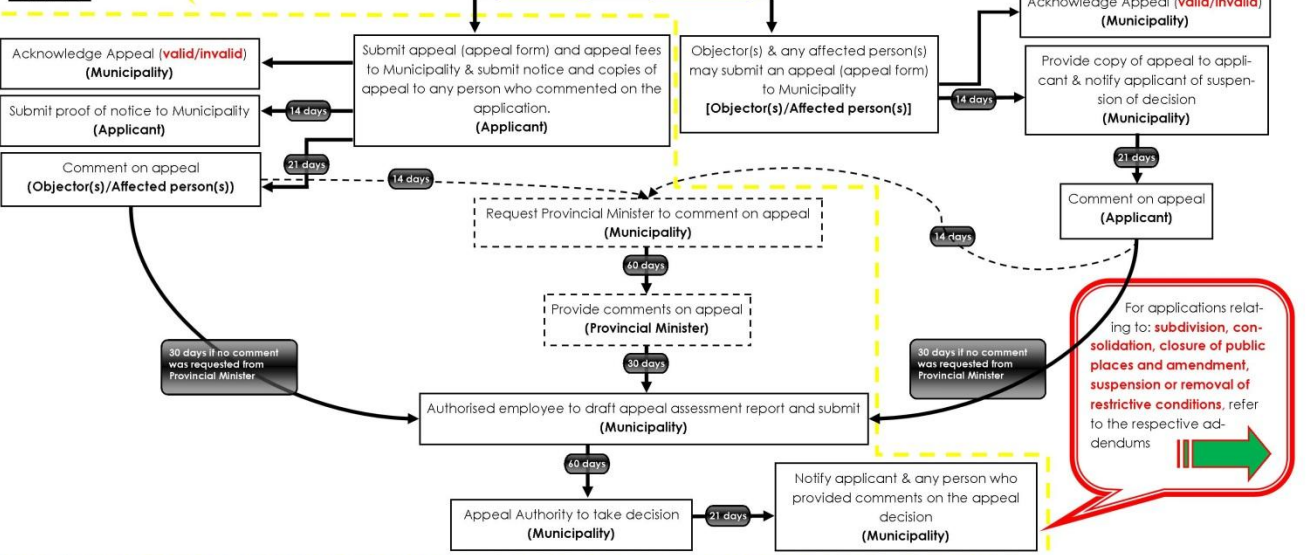 Acknowledge Appeal (valid/invalid)
(Municipality)
Submit proof of notice to Municipality
(Applicant)
Comment on appeal
(Objector(s)/Affected person(s))
Submit appeal (appeal form) and appeal fees
to Municipality & submit notice and copies of
appeal to any person who commented on the
application.
(Applicant)
14 days
21 days
14 days
Objector(s) & any affected person(s)
may submit an appeal (appeal form)
to Municipality
[Objector(s)/Affected person(s)]
Acknowledge Appeal (valid/invalid)
(Municipality)
14 days
Provide copy of appeal to appli-
cant & notify applicant of suspen-
sion of decision
(Municipality)
21 days
Comment on appeal
(Applicant)
14 days
Request Provincial Minister to comment on appeal
(Municipality)
60 days
Provide comments on appeal
(Provincial Minister)
30 days
30 days if no comment
was requested from
Provincial Minister
30 days if no comment
was requested from
Provincial Minister
Authorised employee to draft appeal assessment report and submit
(Municipality)
60 days
Appeal Authority to take decision
(Municipality)
21 days
Notify applicant & any person who
provided comments on the appeal
decision
(Municipality)
For applications relat-
ing to: subdivision, con-
solidation, closure of public
places and amendment,
suspension or removal of
restrictive conditions, refer
to the respective ad-
dendums